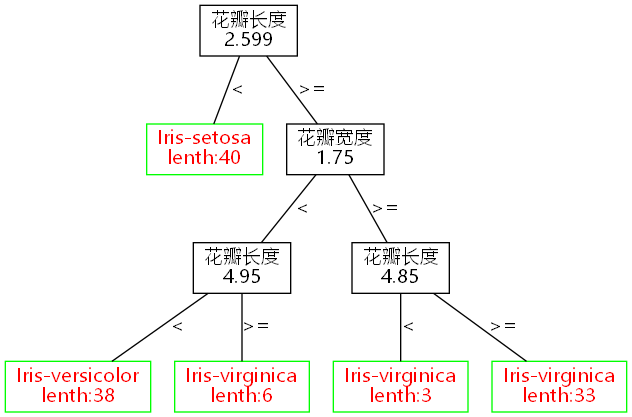 花瓣长度
2.599
<
>=
Iris-setosa
lenth:40
花瓣宽度
1.75
<
>=
花瓣长度
4.95
花瓣长度
4.85
<
>=
<
>=
Iris-versicolor
lenth:38
Iris-virginica
lenth:6
Iris-virginica
lenth:3
Iris-virginica
lenth:33